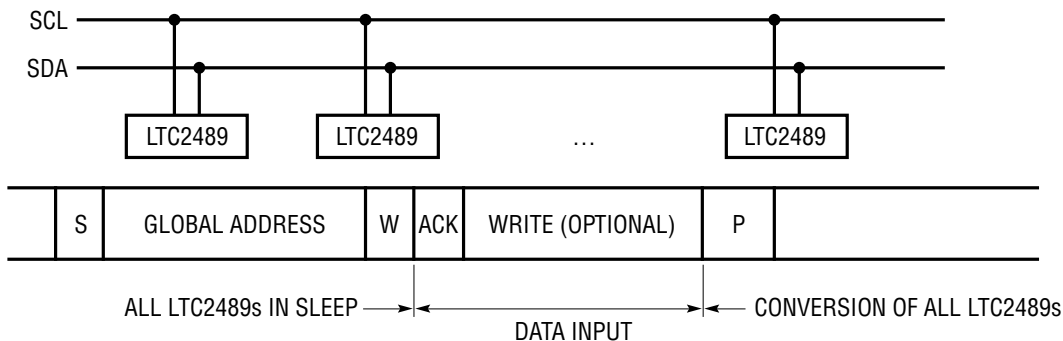 SCL
SDA
LTC2489 LTC2489 … LTC2489
S GLOBAL ADDRESS W ACK WRITE (OPTIONAL) P
ALL LTC2489s IN SLEEP CONVERSION OF ALL LTC2489s
DATA INPUT